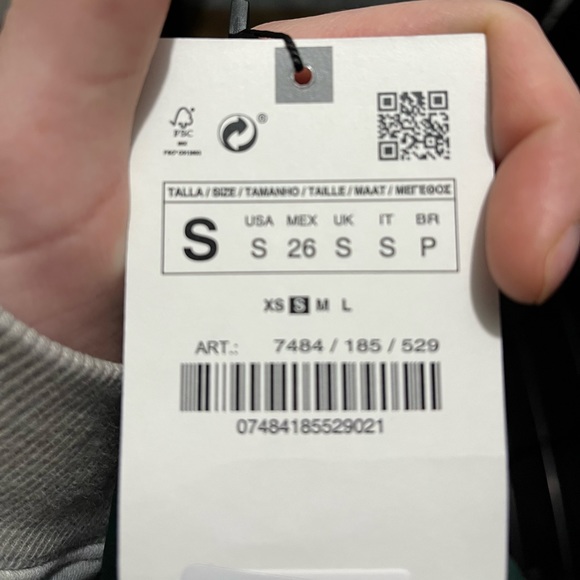 FSC
®
TALLA / SIZE / TAMANHO / TAILLE / MAAT / ΜΕΓΕΘΟΣ
S
USA MEX UK IT BR
S 26 S S P
XS S M L
ART.: 7484 / 185 / 529
07484185529021